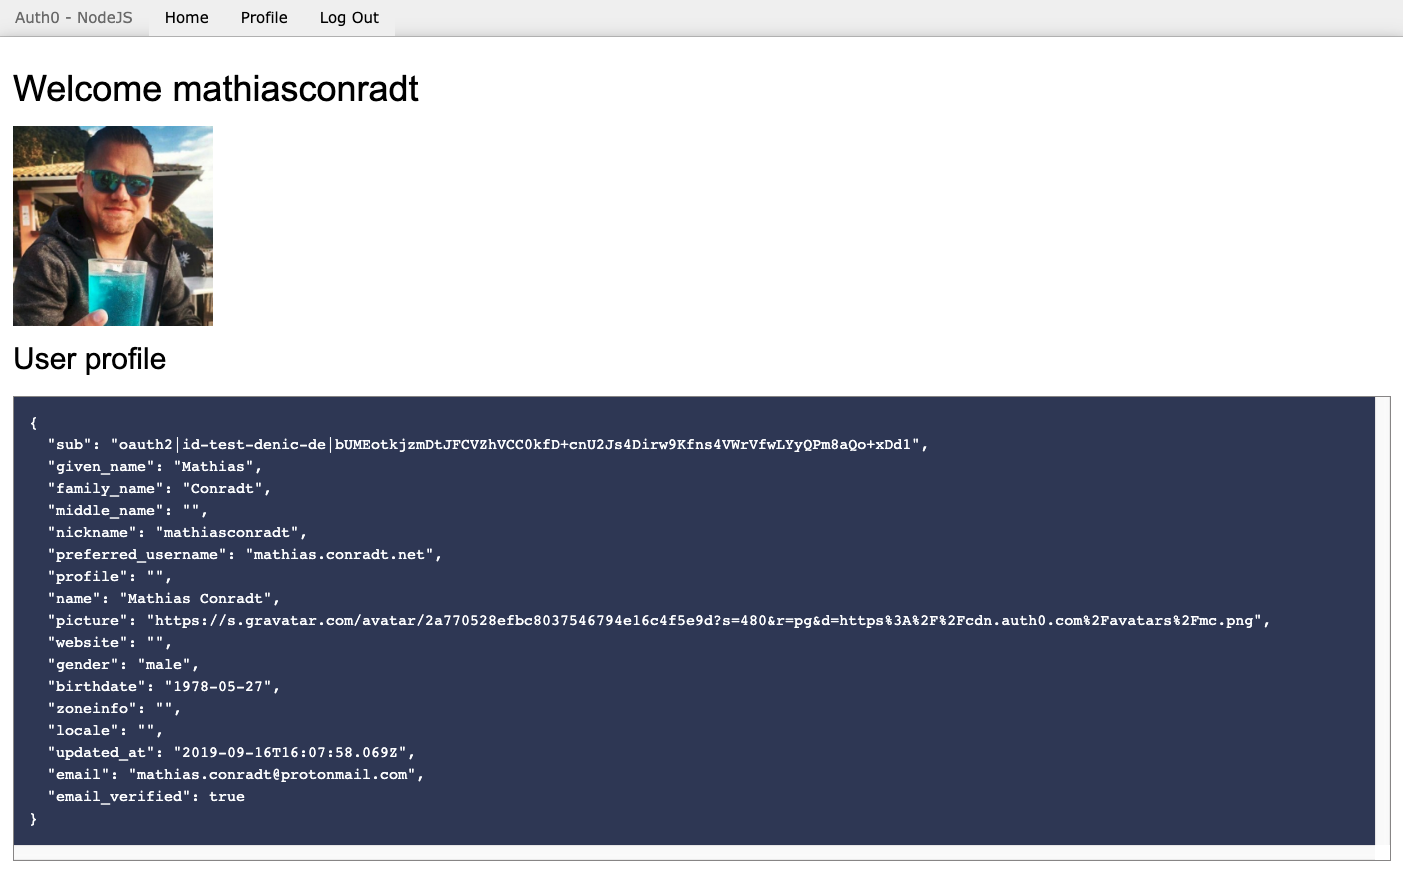 Auth0 - NodeJS Home Profile Log Out
Welcome mathiasconradt
User profile
{
"sub": "oauth2|id-test-denic-de|bUMEotkjzmDtJFCVZhVCC0kfD+cnU2Js4Dirw9Kfns4VWrVfwLYyQPm8aQo+xDd1",
"given_name": "Mathias",
"family_name": "Conradt",
"middle_name": "",
"nickname": "mathiasconradt",
"preferred_username": "mathias.conradt.net",
"profile": "",
"name": "Mathias Conradt",
"picture": "https://s.gravatar.com/avatar/2a770528efbc8037546794e16c4f5e9d?s=480&r=pg&d=https%3A%2F%2Fcdn.auth0.com%2Favatars%2Fmc.png",
"website": "",
"gender": "male",
"birthdate": "1978-05-27",
"zoneinfo": "",
"locale": "",
"updated_at": "2019-09-16T16:07:58.069Z",
"email": "mathias.conradt@protonmail.com",
"email_verified": true
}